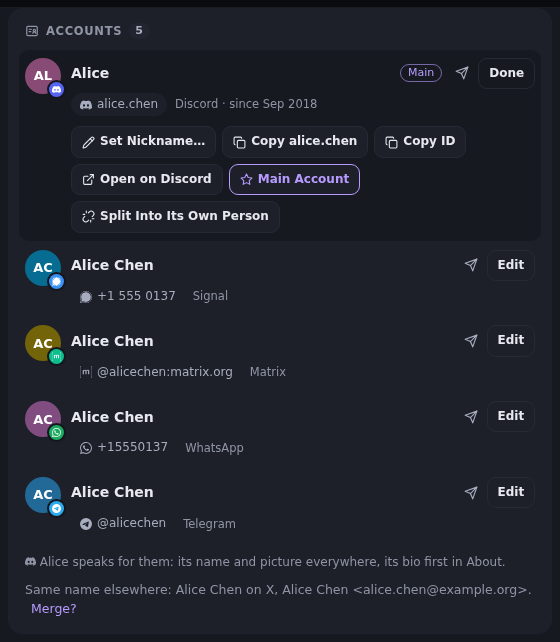 ACCOUNTS 5
AL Alice Main Done
alice.chen Discord · since Sep 2018
Set Nickname… Copy alice.chen Copy ID
Open on Discord Main Account
Split Into Its Own Person
AC Alice Chen Edit
+1 555 0137 Signal
AC Alice Chen Edit
m
[m] @alicechen:matrix.org Matrix
AC Alice Chen Edit
+15550137 WhatsApp
AC Alice Chen Edit
@alicechen Telegram
Alice speaks for them: its name and picture everywhere, its bio first in About.
Same name elsewhere: Alice Chen on X, Alice Chen <alice.chen@example.org>.
Merge?